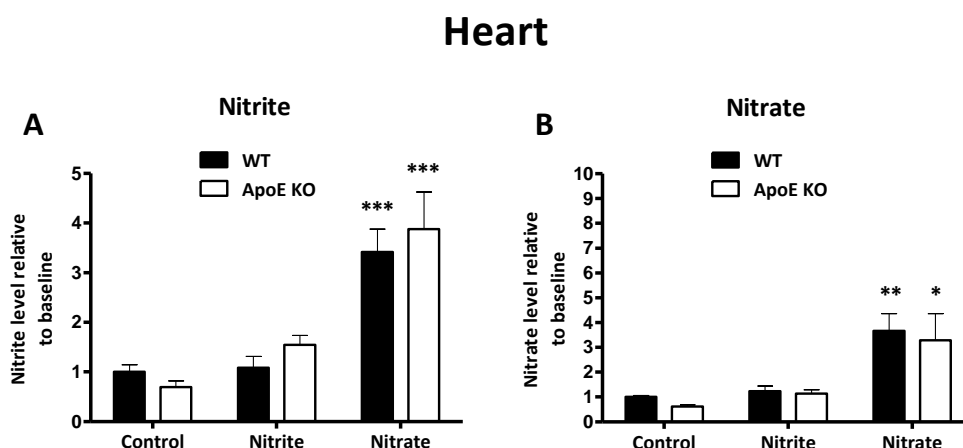 Heart
A
Nitrite
WT
ApoE KO
Nitrite level relative
to baseline
5
4
3
2
1
0
***
***
Control
Nitrite
Nitrate
B
Nitrate
WT
ApoE KO
Nitrate level relative
to baseline
10
9
8
7
6
5
4
3
2
1
0
**
*
Control
Nitrite
Nitrate